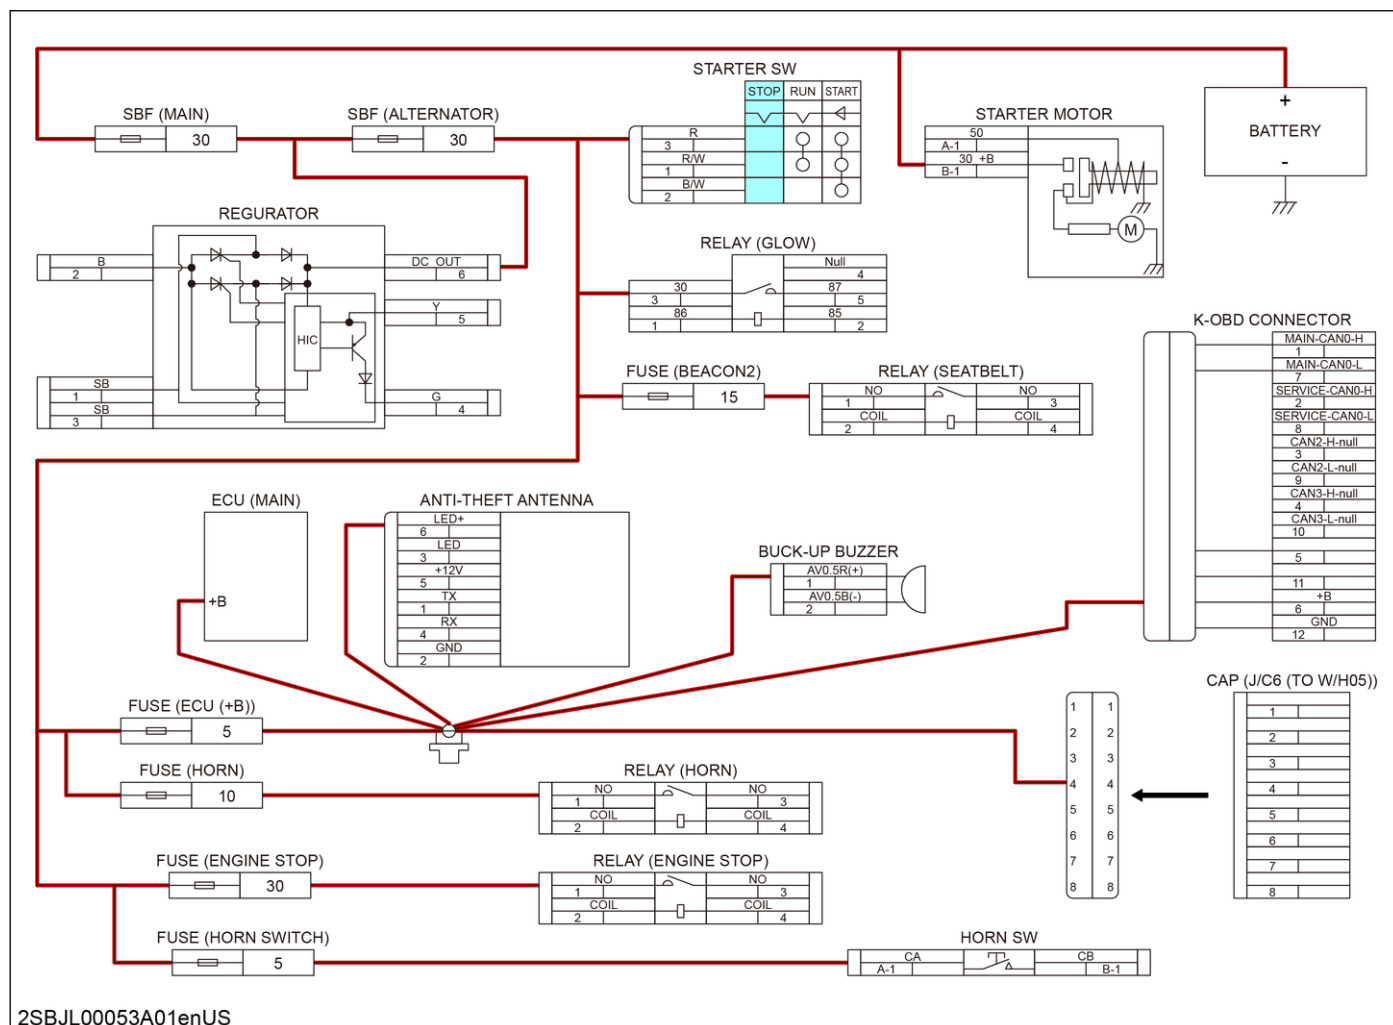 STARTER SW
STOP RUN START
R
3
R/W
1
B/W
2
SBF (MAIN)
30
SBF (ALTERNATOR)
30
STARTER MOTOR
50
A-1
30 +B
B-1
M
+
BATTERY
-
REGURATOR
B
2
SB
1
SB
3
HIC
DC OUT
6
Y
5
G
4
RELAY (GLOW)
Null
4
30
3
87
5
86
1
85
2
FUSE (BEACON2)
15
RELAY (SEATBELT)
NO
1
NO
3
COIL
2
COIL
4
K-OBD CONNECTOR
MAIN-CAN0-H
1
MAIN-CAN0-L
7
SERVICE-CAN0-H
2
SERVICE-CAN0-L
8
CAN2-H-null
3
CAN2-L-null
9
CAN3-H-null
4
CAN3-L-null
10
5
11
+B
6
GND
12
ECU (MAIN)
+B
ANTI-THEFT ANTENNA
LED+
6
LED
3
+12V
5
TX
1
RX
4
GND
2
BUCK-UP BUZZER
AV0.5R(+)
1
AV0.5B(-)
2
FUSE (ECU (+B))
5
FUSE (HORN)
10
RELAY (HORN)
NO
1
NO
3
COIL
2
COIL
4
FUSE (ENGINE STOP)
30
RELAY (ENGINE STOP)
NO
1
NO
3
COIL
2
COIL
4
FUSE (HORN SWITCH)
5
HORN SW
CA
A-1
CB
B-1
1 1
2 2
3 3
4 4
5 5
6 6
7 7
8 8
CAP (J/C6 (TO W/H05))
1
2
3
4
5
6
7
8
2SBJL00053A01enUS